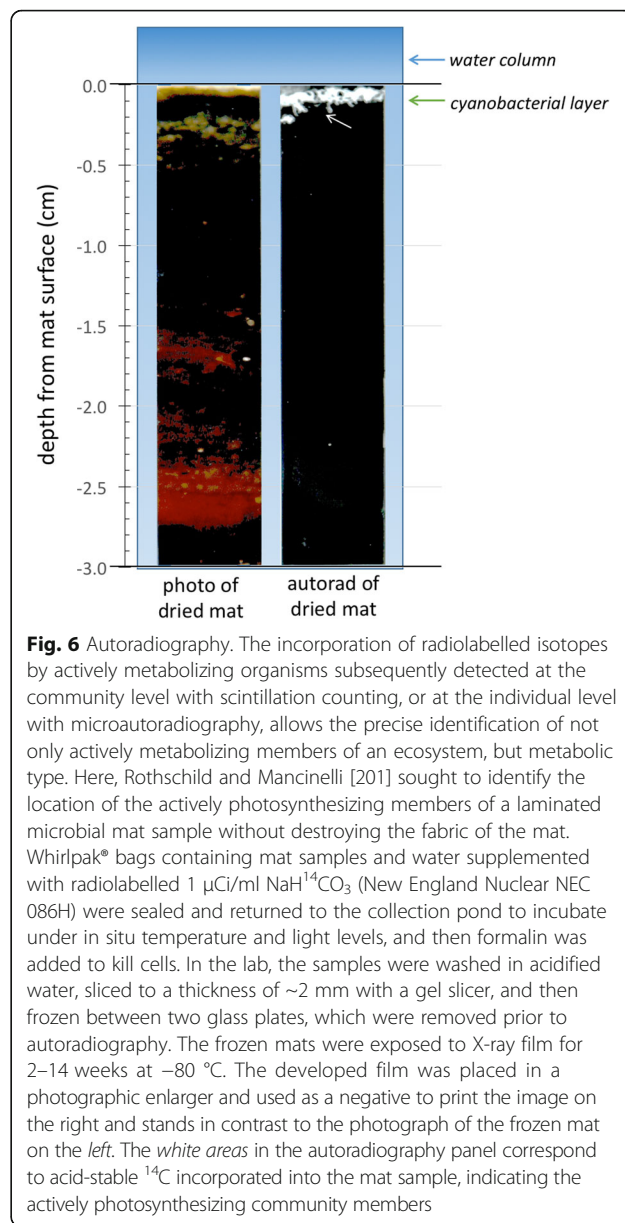 water column
0.0
cyanobacterial layer
-0.5
-1.0
-1.5
-2.0
-2.5
-3.0
depth from mat surface (cm)
photo of dried mat
autorad of dried mat
Fig. 6 Autoradiography. The incorporation of radiolabelled isotopes
by actively metabolizing organisms subsequently detected at the
community level with scintillation counting, or at the individual level
with microautoradiography, allows the precise identification of not
only actively metabolizing members of an ecosystem, but metabolic
type. Here, Rothschild and Mancinelli [201] sought to identify the
location of the actively photosynthesizing members of a laminated
microbial mat sample without destroying the fabric of the mat.
Whirlpak® bags containing mat samples and water supplemented
with radiolabelled 1 μCi/ml NaH¹⁴CO₃ (New England Nuclear NEC
086H) were sealed and returned to the collection pond to incubate
under in situ temperature and light levels, and then formalin was
added to kill cells. In the lab, the samples were washed in acidified
water, sliced to a thickness of ~2 mm with a gel slicer, and then
frozen between two glass plates, which were removed prior to
autoradiography. The frozen mats were exposed to X-ray film for
2–14 weeks at −80 °C. The developed film was placed in a
photographic enlarger and used as a negative to print the image on
the right and stands in contrast to the photograph of the frozen mat
on the left. The white areas in the autoradiography panel correspond
to acid-stable ¹⁴C incorporated into the mat sample, indicating the
actively photosynthesizing community members